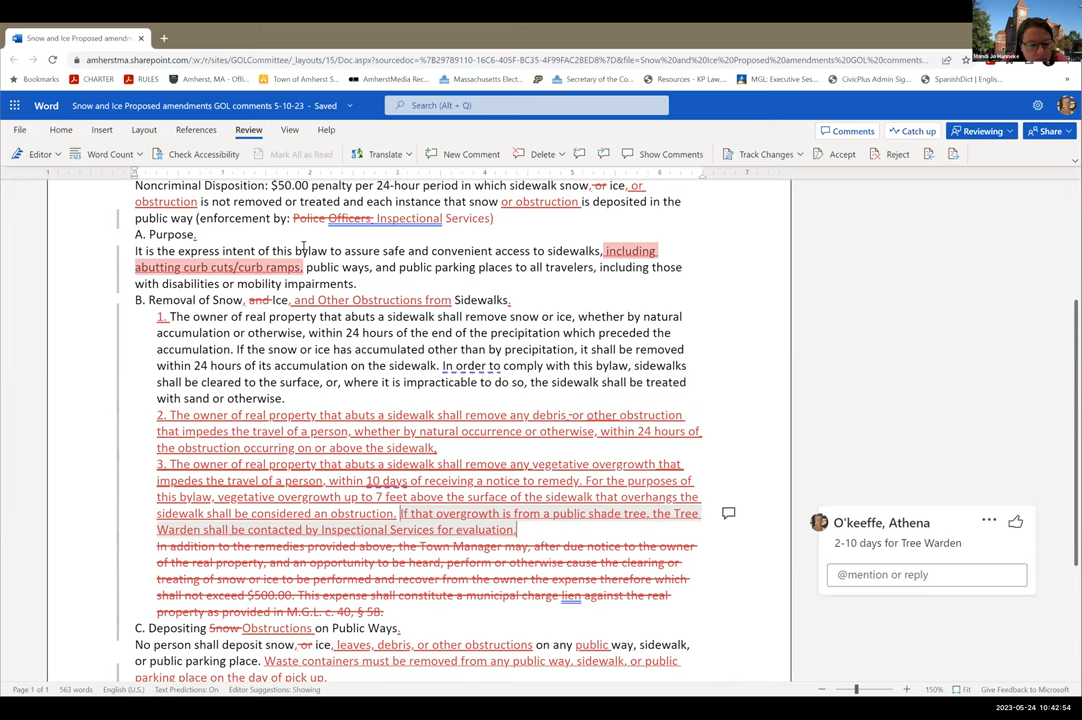 Snow and Ice Proposed amendm
amherstma.sharepoint.com/:w:/r/sites/GOLCommittee/_layouts/15/Doc.aspx?sourcedoc=%7B29789110-16C6-405F-BC35-4F99FAC2BEDA%7D&file=Snow%20and%20Ice%20Proposed%20amendments%20GOL%20comments...
Bookmarks CHARTER RULES Amherst, MA - Offi... Town of Amherst S... AmherstMedia Rec... Massachusetts Elect... Secretary of the Co... Resources - KP Law,... MGL: Executive Ses... CivicPlus Admin Sig... SpanishDict | Englis...
Mandi Jo Hanneke
Word Snow and Ice Proposed amendments GOL comments 5-10-23 - Saved Search (Alt + Q)
File Home Insert Layout References Review View Help Comments Catch up Reviewing Share
Editor Word Count Check Accessibility Mark All as Read Translate New Comment Delete Show Comments Track Changes Accept Reject
1 1 2 3 4 5 6 7
Noncriminal Disposition: $50.00 penalty per 24-hour period in which sidewalk snow, or ice, or
obstruction is not removed or treated and each instance that snow or obstruction is deposited in the
public way (enforcement by: Police Officers. Inspectional Services)
A. Purpose.
It is the express intent of this bylaw to assure safe and convenient access to sidewalks, including
abutting curb cuts/curb ramps, public ways, and public parking places to all travelers, including those
with disabilities or mobility impairments.
B. Removal of Snow, and Ice, and Other Obstructions from Sidewalks.
1. The owner of real property that abuts a sidewalk shall remove snow or ice, whether by natural
accumulation or otherwise, within 24 hours of the end of the precipitation which preceded the
accumulation. If the snow or ice has accumulated other than by precipitation, it shall be removed
within 24 hours of its accumulation on the sidewalk. In order to comply with this bylaw, sidewalks
shall be cleared to the surface, or, where it is impracticable to do so, the sidewalk shall be treated
with sand or otherwise.
2. The owner of real property that abuts a sidewalk shall remove any debris, or other obstruction
that impedes the travel of a person, whether by natural occurrence or otherwise, within 24 hours of
the obstruction occurring on or above the sidewalk.
3. The owner of real property that abuts a sidewalk shall remove any vegetative overgrowth that
impedes the travel of a person, within 10 days of receiving a notice to remedy. For the purposes of
this bylaw, vegetative overgrowth up to 7 feet above the surface of the sidewalk that overhangs the
sidewalk shall be considered an obstruction. If that overgrowth is from a public shade tree, the Tree
Warden shall be contacted by Inspectional Services for evaluation.
In addition to the remedies provided above, the Town Manager may, after due notice to the owner
of the real property, and an opportunity to be heard, perform or otherwise cause the clearing or
treating of snow or ice to be performed and recover from the owner the expense therefore which
shall not exceed $500.00. This expense shall constitute a municipal charge lien against the real
property as provided in M.G.L. c. 40, § 58.
C. Depositing Snow Obstructions on Public Ways.
No person shall deposit snow, or ice, leaves, debris, or other obstructions on any public way, sidewalk,
or public parking place. Waste containers must be removed from any public way, sidewalk, or public
parking place on the day of pick up.
O'keeffe, Athena
2-10 days for Tree Warden
@mention or reply
Page 1 of 1 563 words English (U.S.) Text Predictions: On Editor Suggestions: Showing 150% Fit Give Feedback to Microsoft
2023-05-24 10:42:54